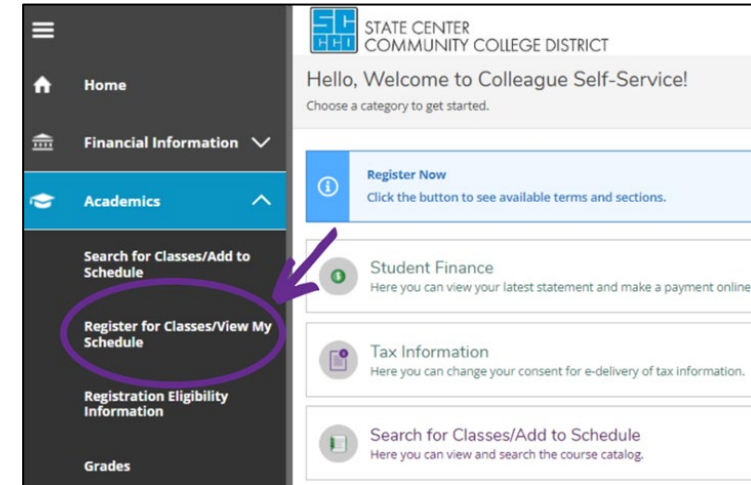 Home
Financial Information
Academics
Search for Classes/Add to
Schedule
Register for Classes/View My
Schedule
Registration Eligibility
Information
Grades
SC
CCD
STATE CENTER
COMMUNITY COLLEGE DISTRICT
Hello, Welcome to Colleague Self-Service!
Choose a category to get started.
Register Now
Click the button to see available terms and sections.
Student Finance
Here you can view your latest statement and make a payment online
Tax Information
Here you can change your consent for e-delivery of tax information.
Search for Classes/Add to Schedule
Here you can view and search the course catalog.